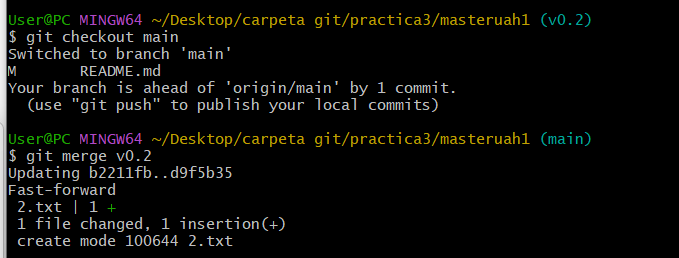 User@PC MINGW64 ~/Desktop/carpeta git/practica3/masteruah1 (v0.2)
$ git checkout main
Switched to branch 'main'
M       README.md
Your branch is ahead of 'origin/main' by 1 commit.
  (use "git push" to publish your local commits)

User@PC MINGW64 ~/Desktop/carpeta git/practica3/masteruah1 (main)
$ git merge v0.2
Updating b2211fb..d9f5b35
Fast-forward
 2.txt | 1 +
 1 file changed, 1 insertion(+)
 create mode 100644 2.txt